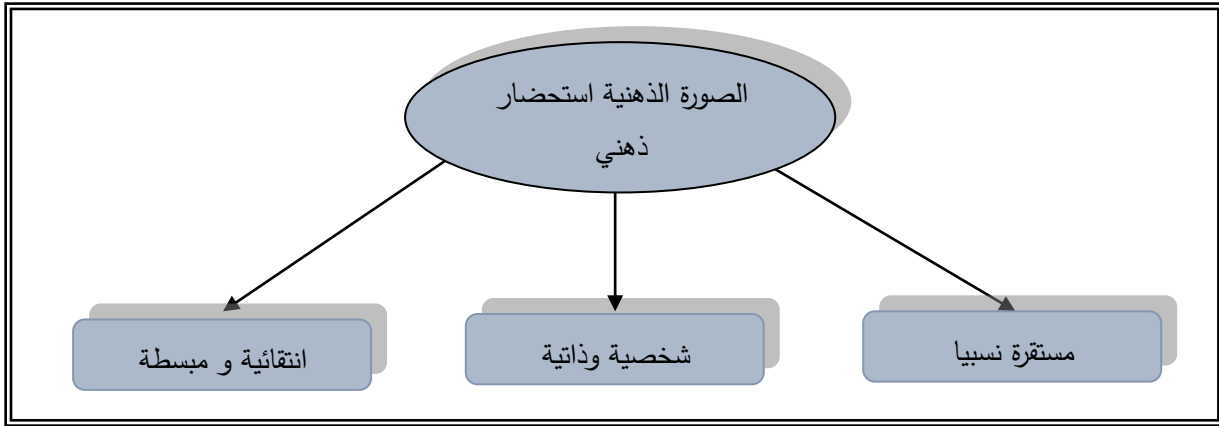 الصورة الذهنية استحضار
ذهني
مستقرة نسبيا
شخصية وذاتية
انتقائية و مبسطة